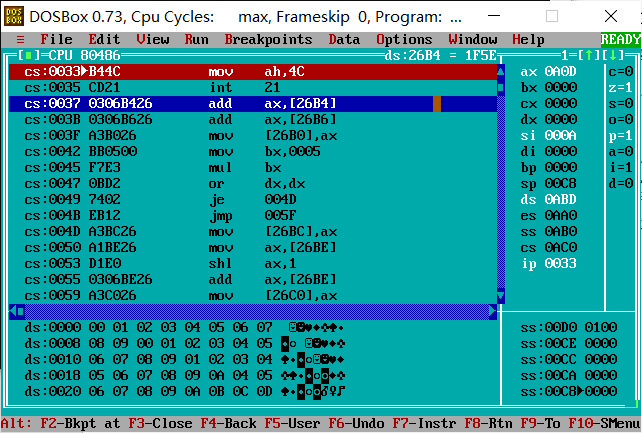 DOSBox 0.73, Cpu Cycles: max, Frameskip 0, Program: ...
≡ File Edit View Run Breakpoints Data Options Window Help READY
[■]=CPU 80486 ds:26B4 = 1F5E 1=[↑][↓]
cs:0033►B44C mov ah,4C ax 0A0D c=0
cs:0035 CD21 int 21 bx 0000 z=1
cs:0037 0306B426 add ax,[26B4] cx 0000 s=0
cs:003B 0306B626 add ax,[26B6] dx 0000 o=0
cs:003F A3B026 mov [26B0],ax si 000A p=1
cs:0042 BB0500 mov bx,0005 di 0000 a=0
cs:0045 F7E3 mul bx bp 0000 i=1
cs:0047 0BD2 or dx,dx sp 00C8 d=0
cs:0049 7402 je 004D ds 0ABD
cs:004B EB12 jmp 005F es 0AA0
cs:004D A3BC26 mov [26BC],ax ss 0AB0
cs:0050 A1BE26 mov ax,[26BE] cs 0AC0
cs:0053 D1E0 shl ax,1 ip 0033
cs:0055 0306BE26 add ax,[26BE]
cs:0059 A3C026 mov [26C0],ax
ds:0000 00 01 02 03 04 05 06 07 ☺☻♥♦♣♠• ss:00D0 0100
ds:0008 08 09 00 01 02 03 04 05 ◘○ ☺☻♥♦♣ ss:00CE 0000
ds:0010 06 07 08 09 01 02 03 04 ♠•◘○☺☻♥♦ ss:00CC 0000
ds:0018 05 06 07 08 09 07 08 09 ♣♠•◘○•◘○ ss:00CA 0000
ds:0020 06 07 08 09 0A 0B 0C 0D ♠•◘○◙♂♀♪ ss:00C8►0000
Alt: F2-Bkpt at F3-Close F4-Back F5-User F6-Undo F7-Instr F8-Rtn F9-To F10-SMenu